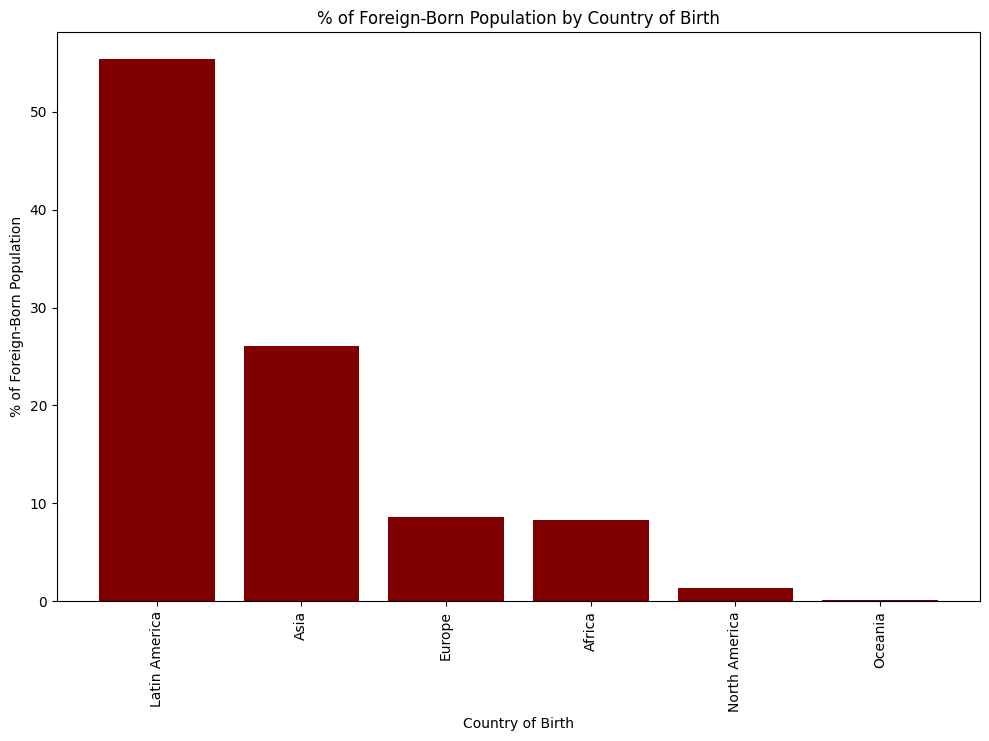 % of Foreign-Born Population by Country of Birth
% of Foreign-Born Population
50
40
30
20
10
0
Latin America
Asia
Europe
Africa
North America
Oceania
Country of Birth